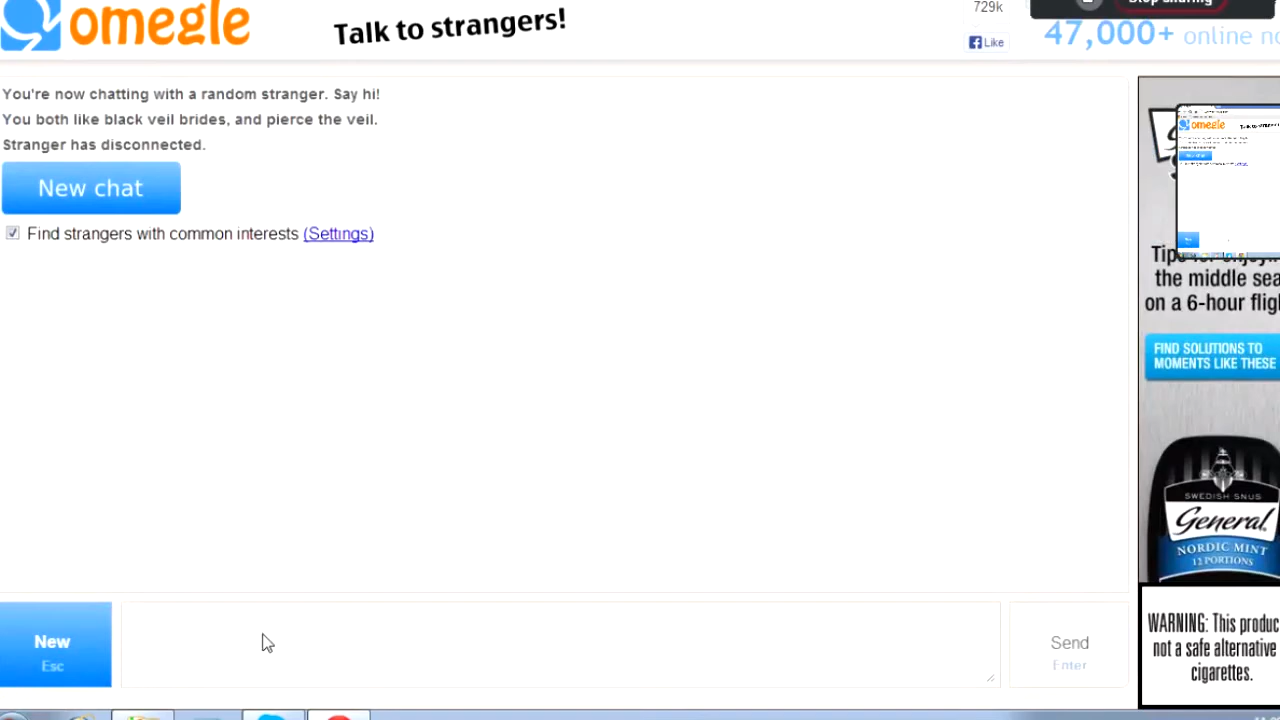 omegle
Talk to strangers!
729k
Like
Stop sharing
47,000+ online
You're now chatting with a random stranger. Say hi!
You both like black veil brides, and pierce the veil.
Stranger has disconnected.
New chat
Find strangers with common interests (Settings)
the middle
on a 6-hour
FIND SOLUTIONS TO
MOMENTS LIKE THESE
SWEDISH SNUS
General
NORDIC MINT
12 PORTIONS
WARNING: This
not a safe alternative
cigarettes.
New
Esc
Send
Enter